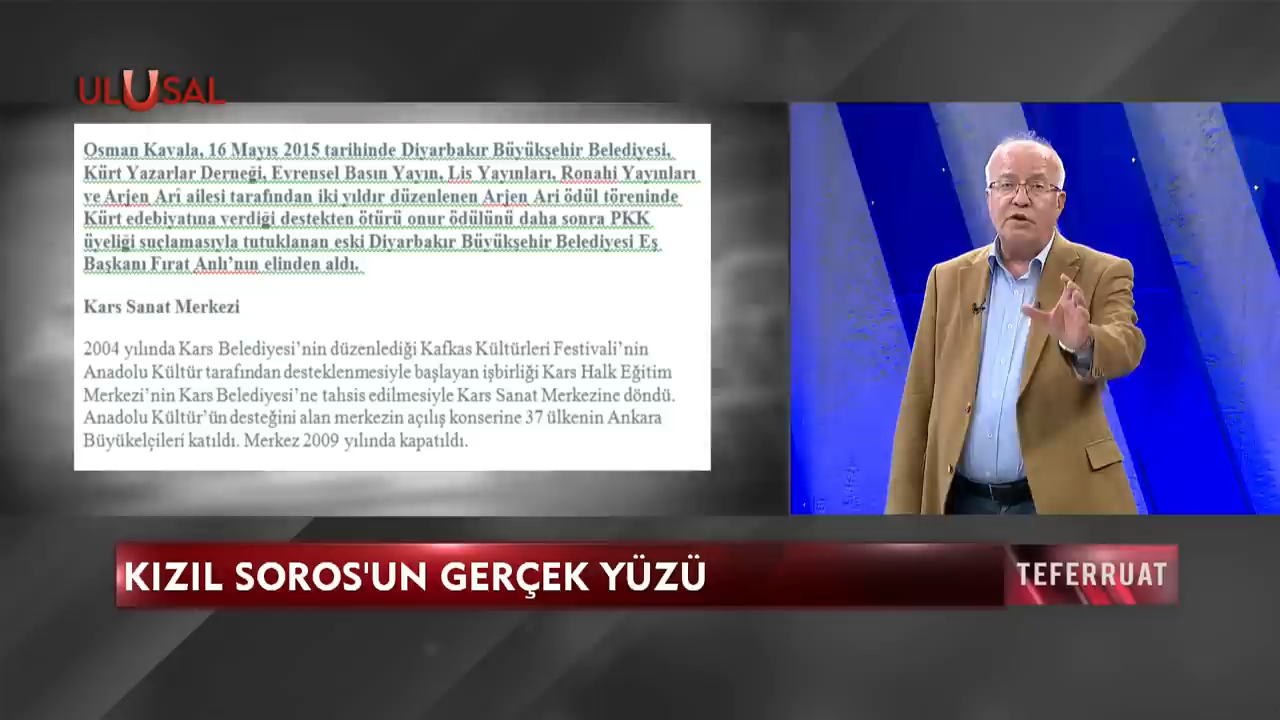 ULUSAL
Osman Kavala, 16 Mayıs 2015 tarihinde Diyarbakır Büyükşehir Belediyesi,
Kürt Yazarlar Derneği, Evrensel Basın Yayın, Lis Yayınları, Ronahi Yayınları
ve Arjen Ari ailesi tarafından iki yıldır düzenlenen Arjen Ari ödül töreninde
Kürt edebiyatına verdiği destekten ötürü onur ödülünü daha sonra PKK
üyeliği suçlamasıyla tutuklanan eski Diyarbakır Büyükşehir Belediyesi Eş
Başkanı Fırat Anlı’nın elinden aldı.
Kars Sanat Merkezi
2004 yılında Kars Belediyesi’nin düzenlediği Kafkas Kültürleri Festivali’nin
Anadolu Kültür tarafından desteklenmesiyle başlayan işbirliği Kars Halk Eğitim
Merkezi’nin Kars Belediyesi’ne tahsis edilmesiyle Kars Sanat Merkezine döndü.
Anadolu Kültür’ün desteğini alan merkezin açılış konserine 37 ülkenin Ankara
Büyükelçileri katıldı. Merkez 2009 yılında kapatıldı.
KIZIL SOROS'UN GERÇEK YÜZÜ
TEFERRUAT